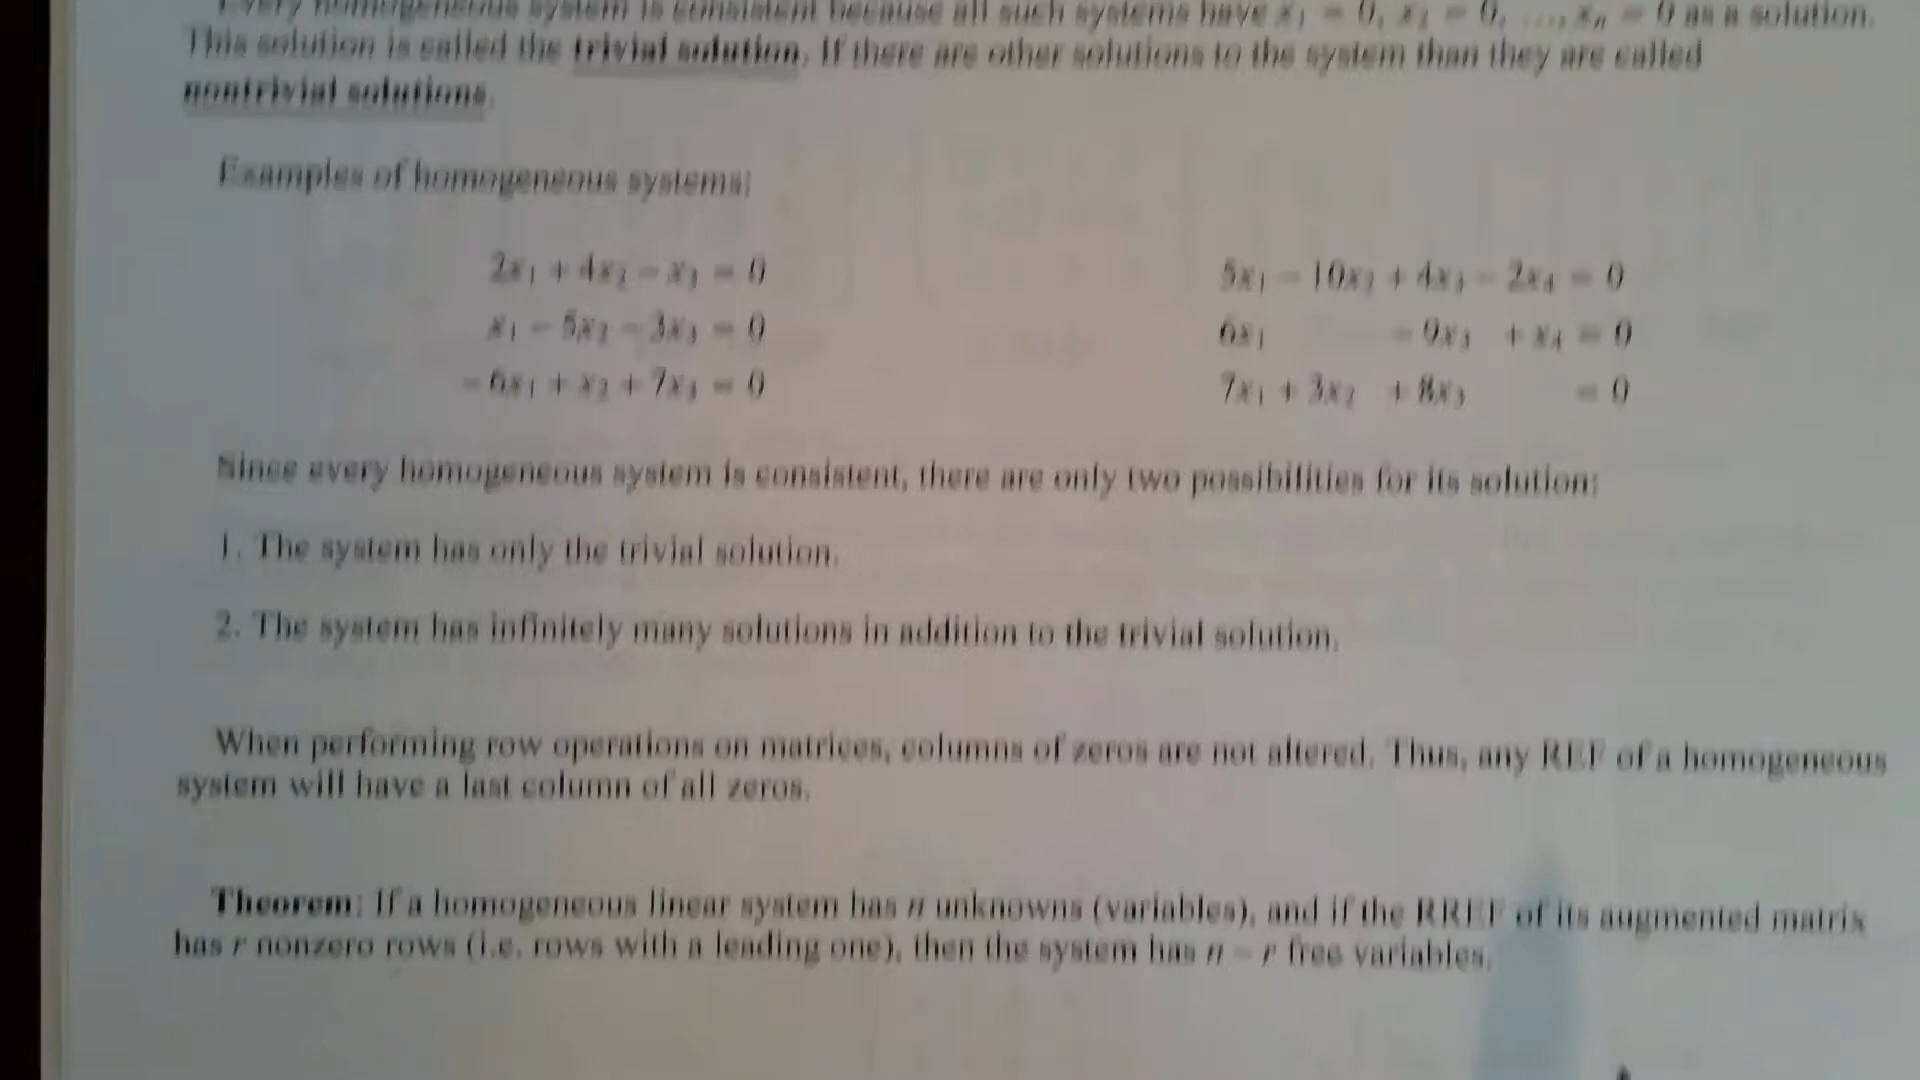 Every homogeneous system is consistent because all such systems have x₁ = 0, x₂ = 0, ..., xₙ = 0 as a solution.
This solution is called the trivial solution. If there are other solutions to the system than they are called
nontrivial solutions.
Examples of homogeneous systems:
2x₁ + 4x₂ − x₃ = 0
x₁ − 5x₂ − 3x₃ = 0
− 6x₁ + x₂ + 7x₃ = 0
5x₁ − 10x₂ + 4x₃ − 2x₄ = 0
6x₁ − 9x₃ + x₄ = 0
7x₁ + 3x₂ + 8x₃ = 0
Since every homogeneous system is consistent, there are only two possibilities for its solution:
1. The system has only the trivial solution.
2. The system has infinitely many solutions in addition to the trivial solution.
When performing row operations on matrices, columns of zeros are not altered. Thus, any REF of a homogeneous
system will have a last column of all zeros.
Theorem: If a homogeneous linear system has n unknowns (variables), and if the RREF of its augmented matrix
has r nonzero rows (i.e. rows with a leading one), then the system has n − r free variables.